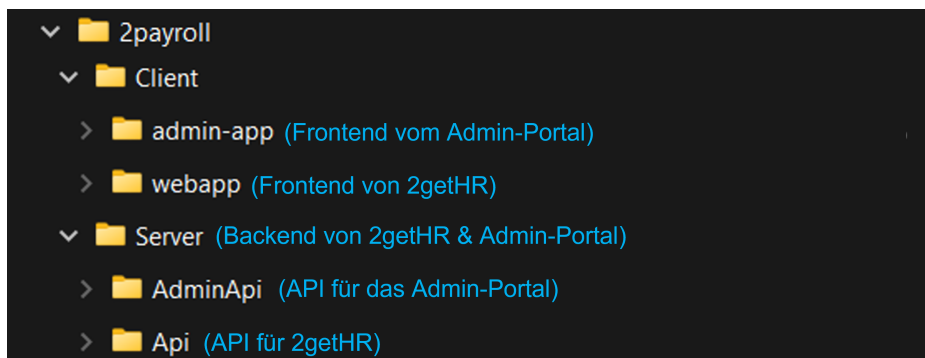 2payroll
Client
admin-app (Frontend vom Admin-Portal)
webapp (Frontend von 2getHR)
Server (Backend von 2getHR & Admin-Portal)
AdminApi (API für das Admin-Portal)
Api (API für 2getHR)